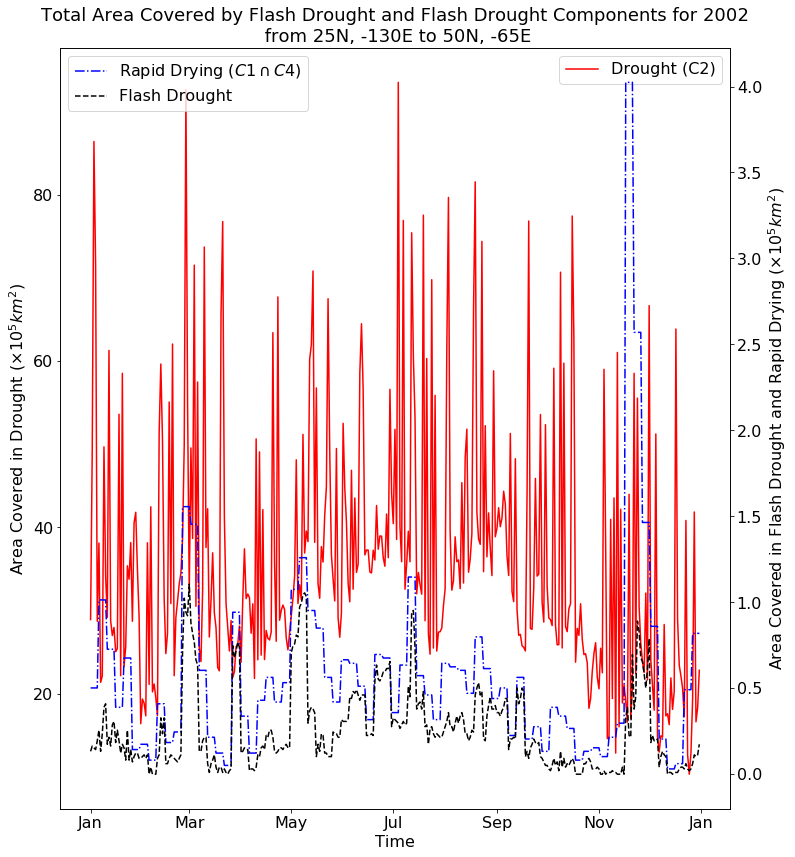 Total Area Covered by Flash Drought and Flash Drought Components for 2002
from 25N, -130E to 50N, -65E
Rapid Drying (C1 ∩ C4)
Flash Drought
Drought (C2)
Area Covered in Drought (×10⁵km²)
80
60
40
20
4.0
3.5
3.0
2.5
2.0
1.5
1.0
0.5
0.0
Area Covered in Flash Drought and Rapid Drying (×10⁵km²)
Jan Mar May Jul Sep Nov Jan
Time